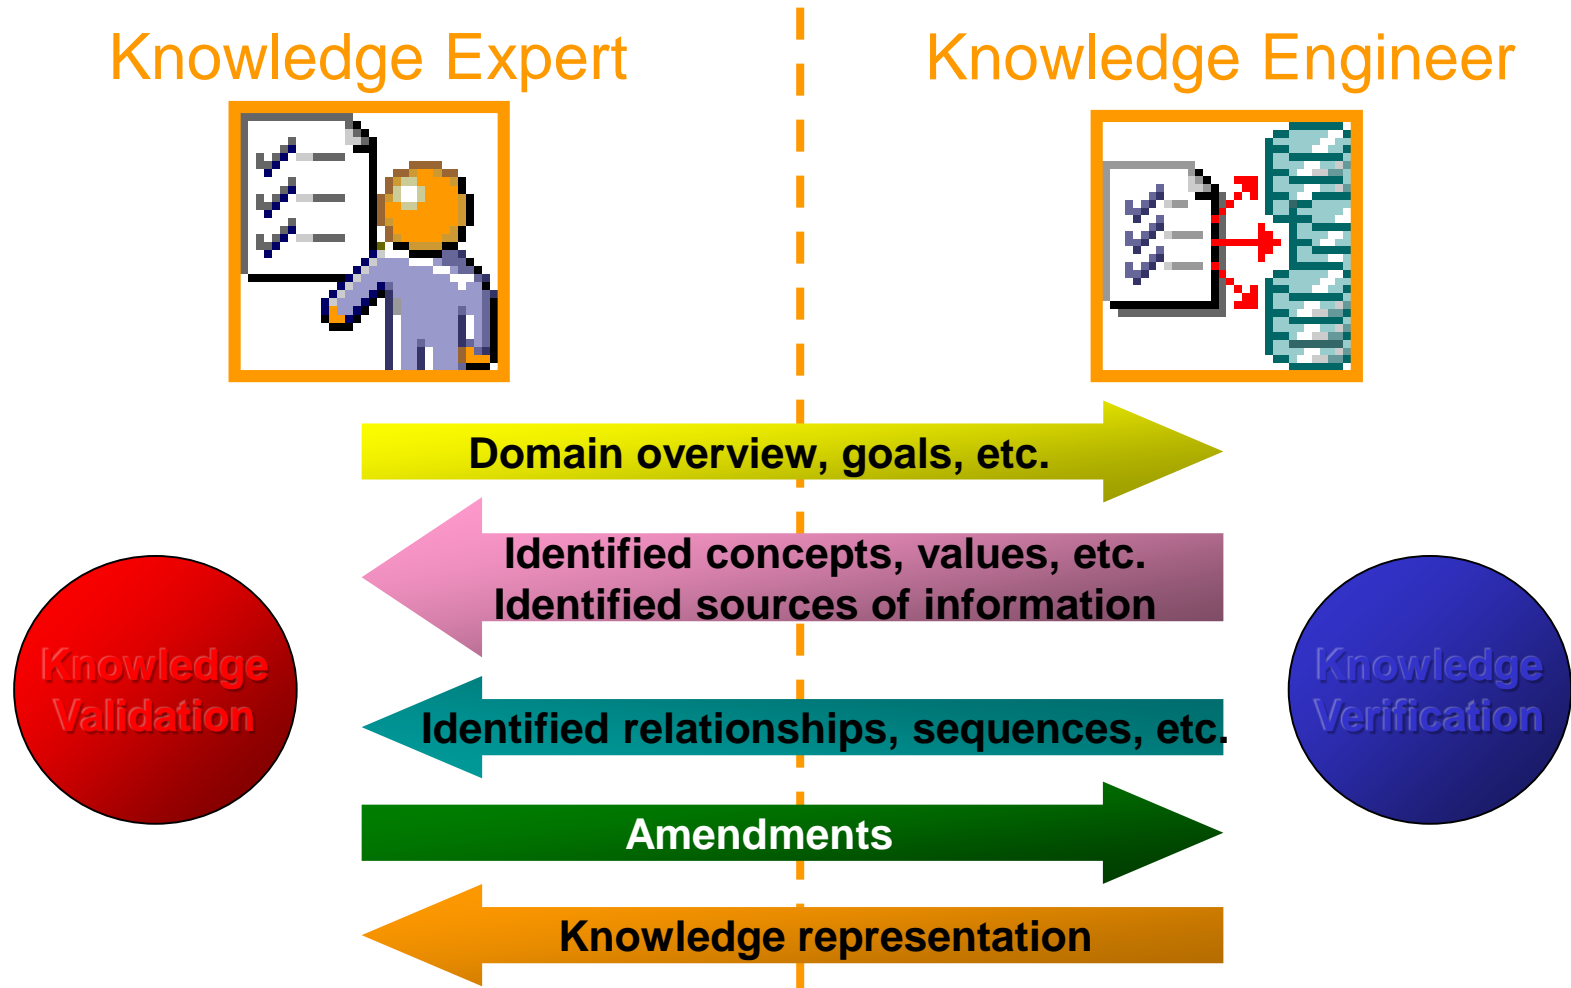 Knowledge Expert
Knowledge Engineer
Domain overview, goals, etc.
Identified concepts, values, etc.
Identified sources of information
Knowledge
Validation
Knowledge
Verification
Identified relationships, sequences, etc.
Amendments
Knowledge representation